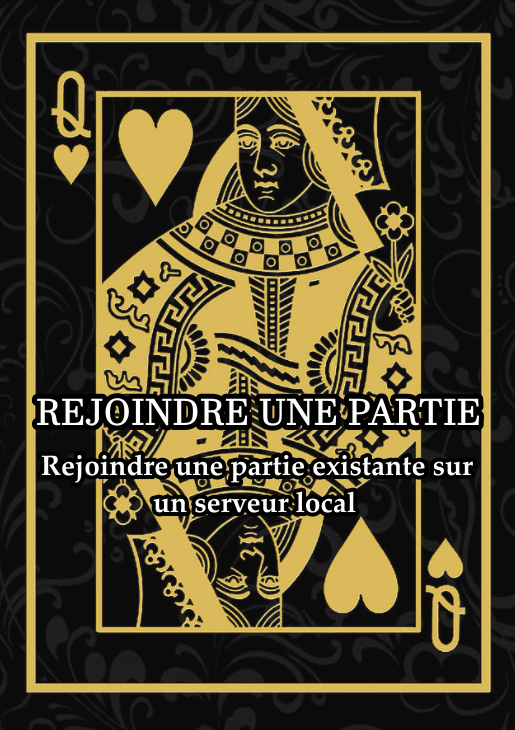 Q
REJOINDRE UNE PARTIE
Rejoindre une partie existante sur
un serveur local
Q